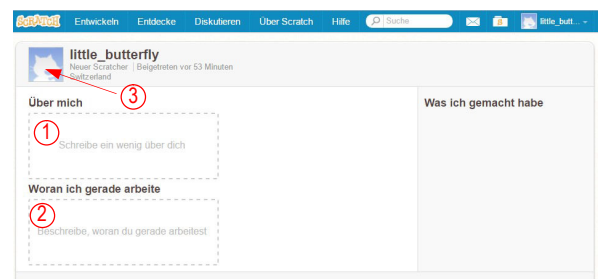 SCRATCH Entwickeln Entdecke Diskutieren Über Scratch Hilfe Suche little_butt...
little_butterfly
Neuer Scratcher | Beigetreten vor 53 Minuten
Switzerland
3
Über mich
Was ich gemacht habe
1
Schreibe ein wenig über dich
Woran ich gerade arbeite
2
Beschreibe, woran du gerade arbeitest